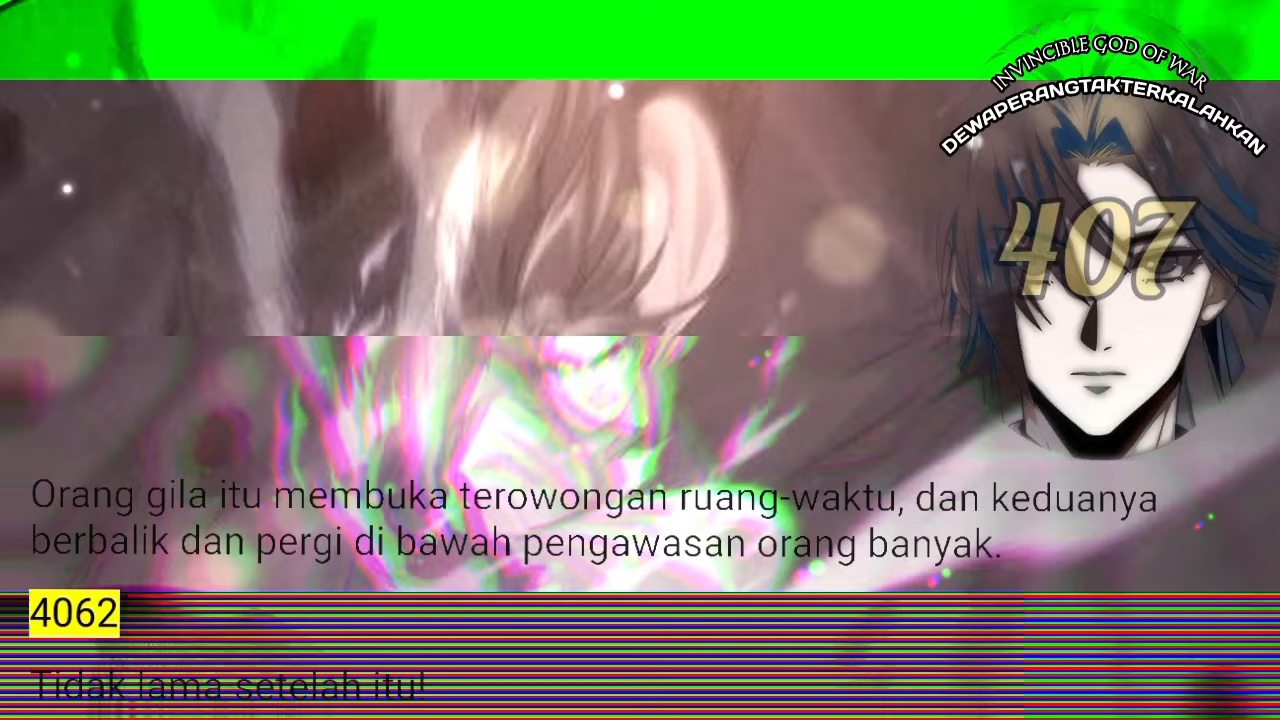 INVINCIBLE GOD OF WAR
DEWAPERANGTAKTERKALAHKAN
407
Orang gila itu membuka terowongan ruang-waktu, dan keduanya
berbalik dan pergi di bawah pengawasan orang banyak.
4062
Tidak lama setelah itu!